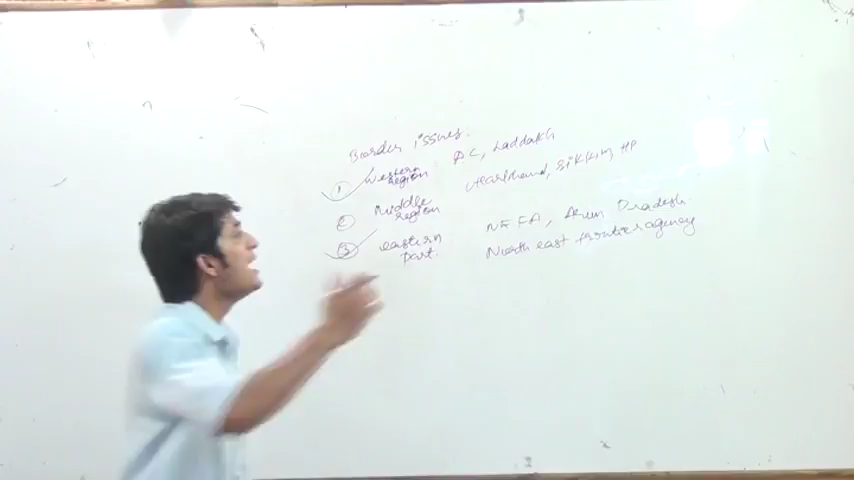 Border issues.
① Western region AC, Laddakh
② Middle region Uttarakhand, Sikkim, HP
③ eastern part. NEFA, Arun Pradesh
North east frontier agency